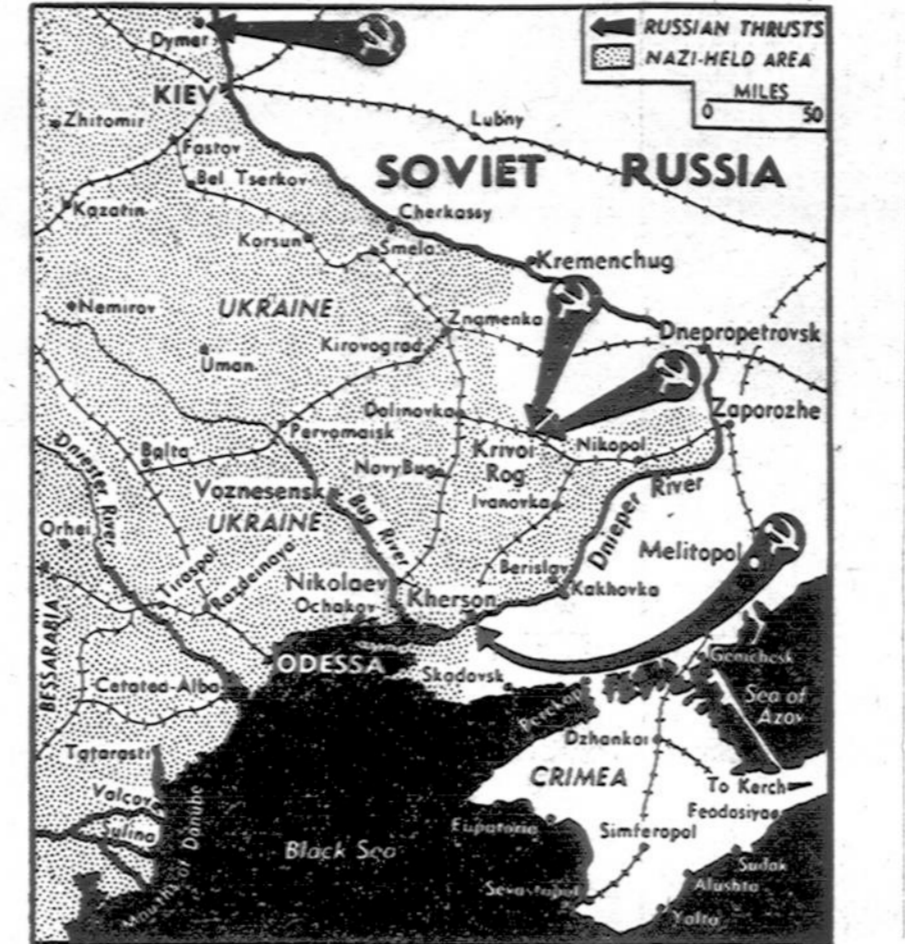 Dymer
RUSSIAN THRUSTS
NAZI-HELD AREA
MILES
0 50
KIEV
Zhitomir
Lubny
Fastov
SOVIET RUSSIA
Bel Tserkov
Kazatin
Cherkassy
Korsun
Smela
Kremenchug
Nemirov
UKRAINE
Znamenka
Dnepropetrovsk
Kirovograd
Uman
Dolinovka
Zaporozhe
Pervomaisk
Krivoi
Rog
Nikopol
Balta
Novy Bug
Dniester River
Voznesensk
Ivanovka
Dnieper River
UKRAINE
Bug River
Orhei
Melitopol
Tiraspol
Razdelnaya
Berislav
Nikolaev
Kakhovka
Ochakov
Kherson
BESSARABIA
ODESSA
Genichesk
Skadovsk
Cetatea-Alba
Perekop
Sea of
Azov
Dzhankoi
Tatarasti
CRIMEA
To Kerch
Valcov
Feodosiya
Sulina
Eupatoria
Simferopol
Mouths of Danube
Black Sea
Sudak
Sevastopol
Alushta
Yalta